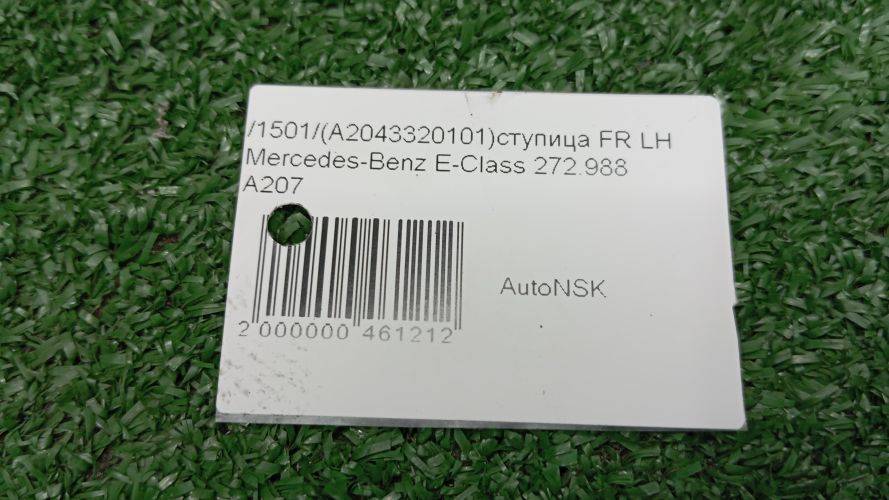 /1501/(A2043320101)ступица FR LH
Mercedes-Benz E-Class 272.988
A207
AutoNSK
2 000000 461212